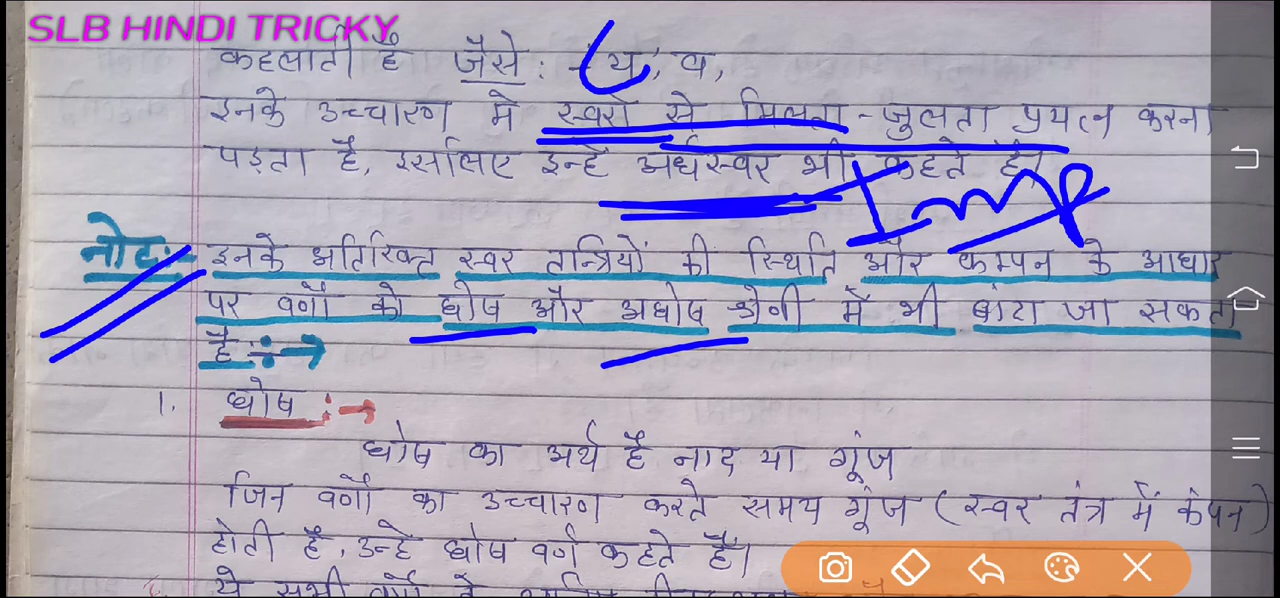 SLB HINDI TRICKY
कहलाती है जैसे: - य, व,
इनके उच्चारण मे स्वरो से मिलता-जुलता प्रयत्न करना
पड़ता है, इसलिए इन्हे अर्धस्वर भी कहते है।
Imp
नोट:- इनके अतिरिक्त स्वर तन्त्रियों की स्थिति और कम्पन के आधार
पर वर्णो को घोष और अघोष श्रेनी में भी बांटा जा सकता
है :- →
1. घोष :- →
घोष का अर्थ है नाद या गूंज
जिन वर्णो का उच्चारण करते समय गूंज (स्वर तंत्र में कंपन)
होती है, उन्हे घोष वर्ण कहते हैं।